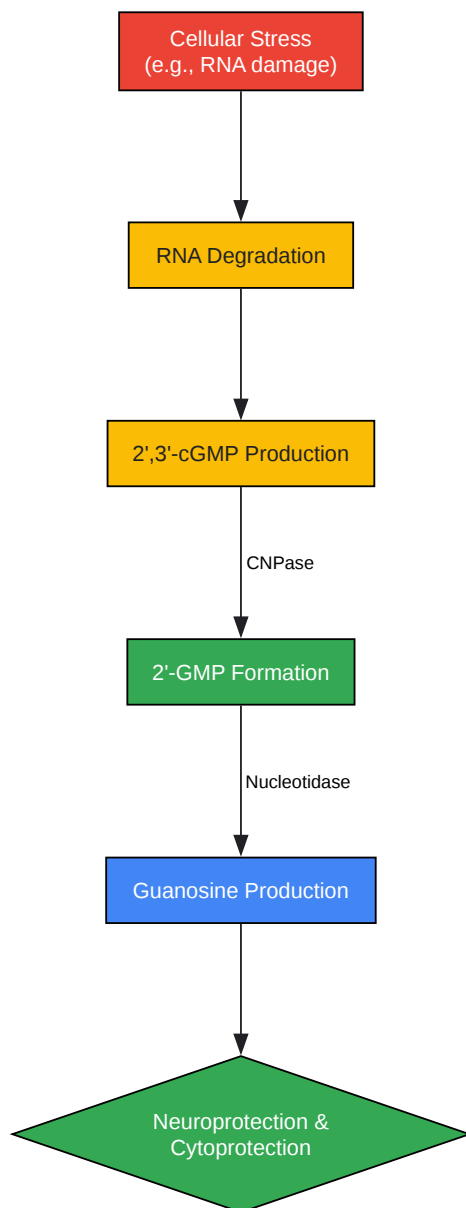 Cellular Stress
(e.g., RNA damage)
RNA Degradation
2',3'-cGMP Production
CNPase
2'-GMP Formation
Nucleotidase
Guanosine Production
Neuroprotection &
Cytoprotection